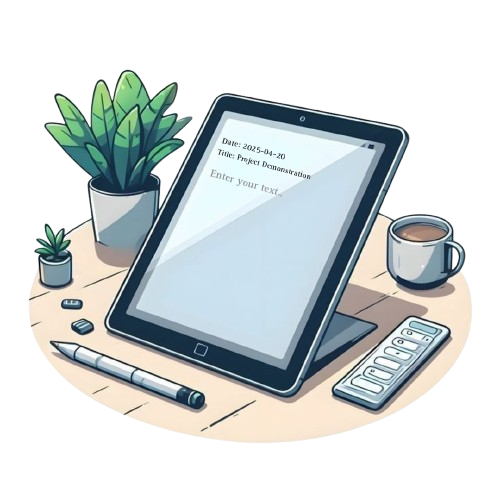 Date: 2025-04-20
Title: Project Demonstration
Enter your text..